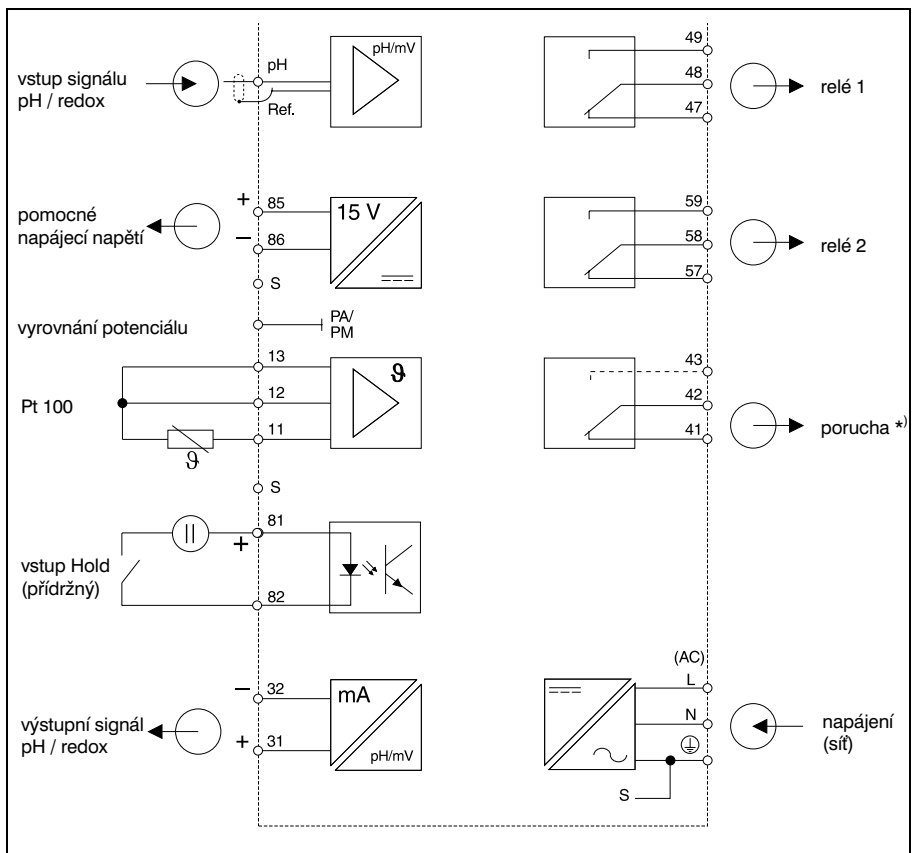 vstup signálu
pH / redox
pH
Ref.
pH/mV
49
48
47
relé 1
pomocné
napájecí napětí
+ 85
– 86
15 V
S
59
58
57
relé 2
vyrovnání potenciálu
PA/
PM
Pt 100
13
12
11
ϑ
ϑ
43
42
41
porucha *)
S
vstup Hold
(přídržný)
81
+
82
výstupní signál
pH / redox
– 32
+ 31
mA
pH/mV
(AC)
L
N
S
napájení
(síť)